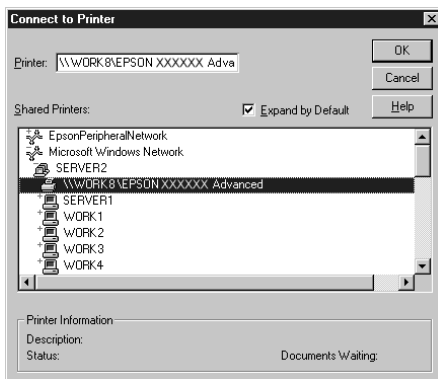 Connect to Printer
Printer: \\WORK8\EPSON XXXXXX Adva
OK
Cancel
Shared Printers:
Expand by Default
Help
EpsonPeripheralNetwork
Microsoft Windows Network
SERVER2
\\WORK8\EPSON XXXXXX Advanced
SERVER1
WORK1
WORK2
WORK3
WORK4
Printer Information
Description:
Status:
Documents Waiting: